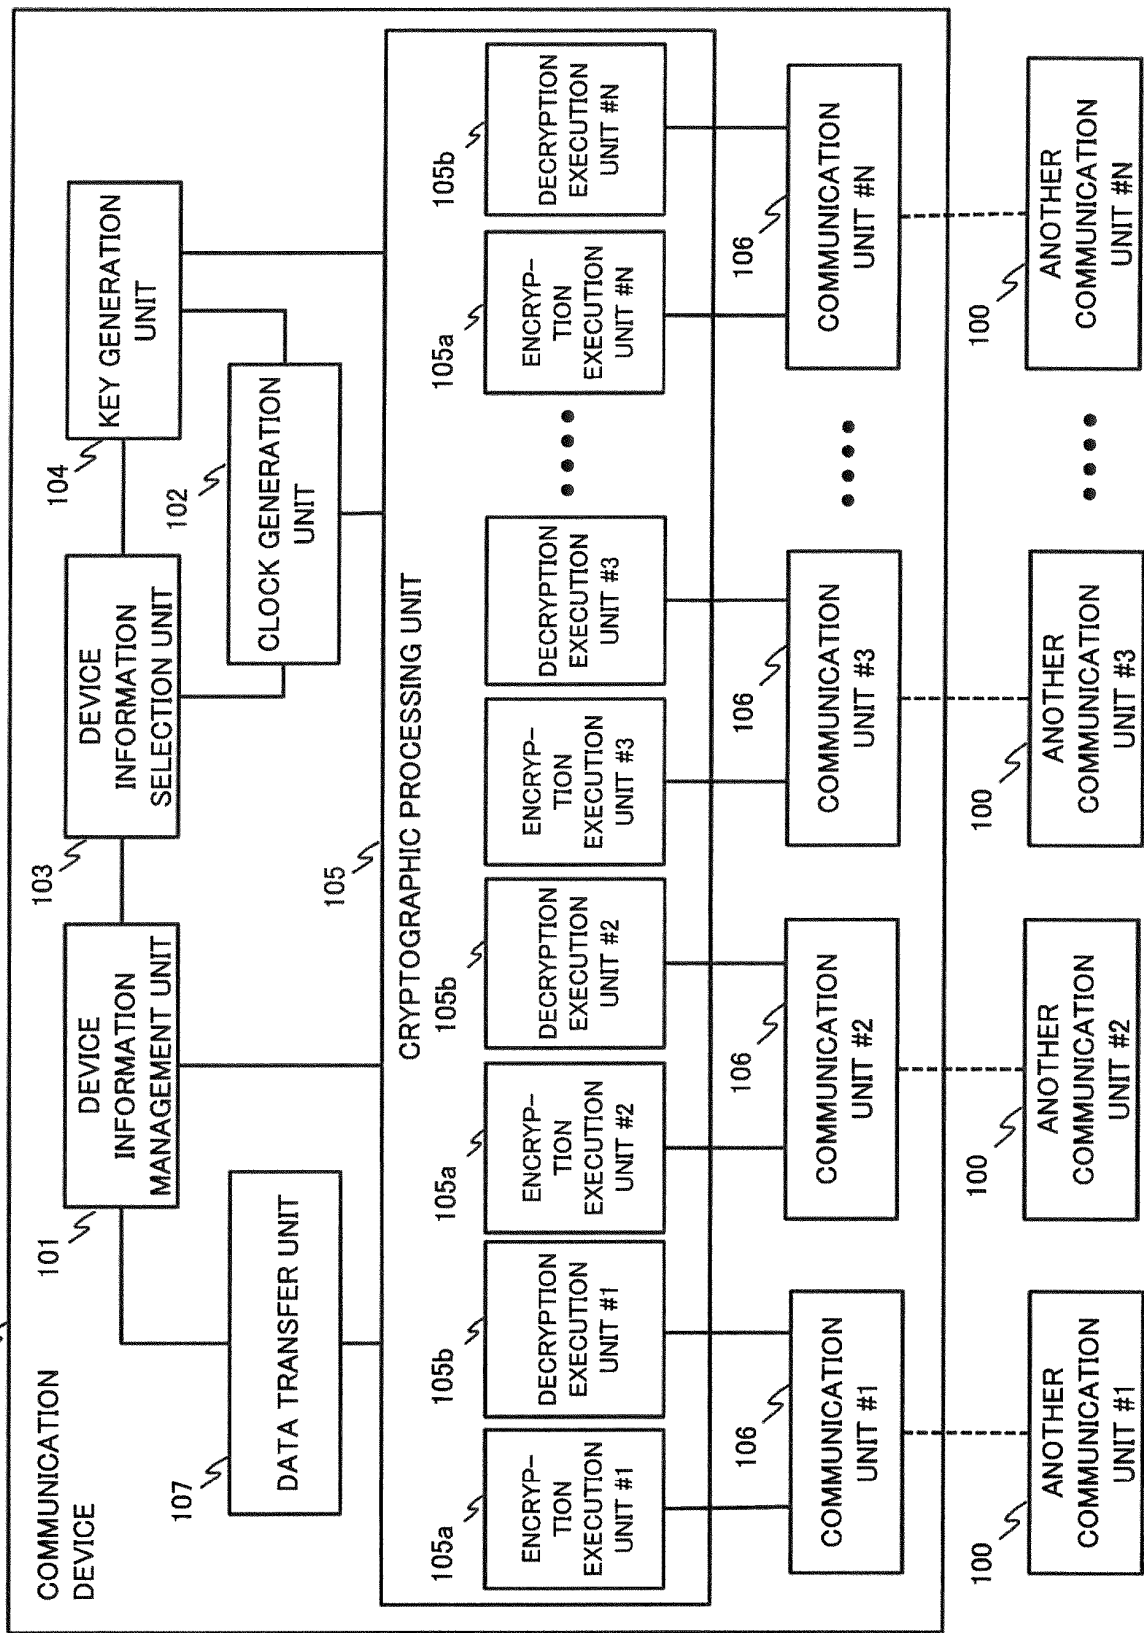 COMMUNICATION
DEVICE
101
DEVICE
INFORMATION
MANAGEMENT UNIT
103
DEVICE
INFORMATION
SELECTION UNIT
104
KEY GENERATION
UNIT
107
DATA TRANSFER UNIT
102
CLOCK GENERATION
UNIT
105
CRYPTOGRAPHIC PROCESSING UNIT
105a
ENCRYP-
TION
EXECUTION
UNIT #1
105b
DECRYPTION
EXECUTION
UNIT #1
105a
ENCRYP-
TION
EXECUTION
UNIT #2
105b
DECRYPTION
EXECUTION
UNIT #2
ENCRYP-
TION
EXECUTION
UNIT #3
DECRYPTION
EXECUTION
UNIT #3
105a
ENCRYP-
TION
EXECUTION
UNIT #N
105b
DECRYPTION
EXECUTION
UNIT #N
106
COMMUNICATION
UNIT #1
106
COMMUNICATION
UNIT #2
106
COMMUNICATION
UNIT #3
106
COMMUNICATION
UNIT #N
100
ANOTHER
COMMUNICATION
UNIT #1
100
ANOTHER
COMMUNICATION
UNIT #2
100
ANOTHER
COMMUNICATION
UNIT #3
100
ANOTHER
COMMUNICATION
UNIT #N